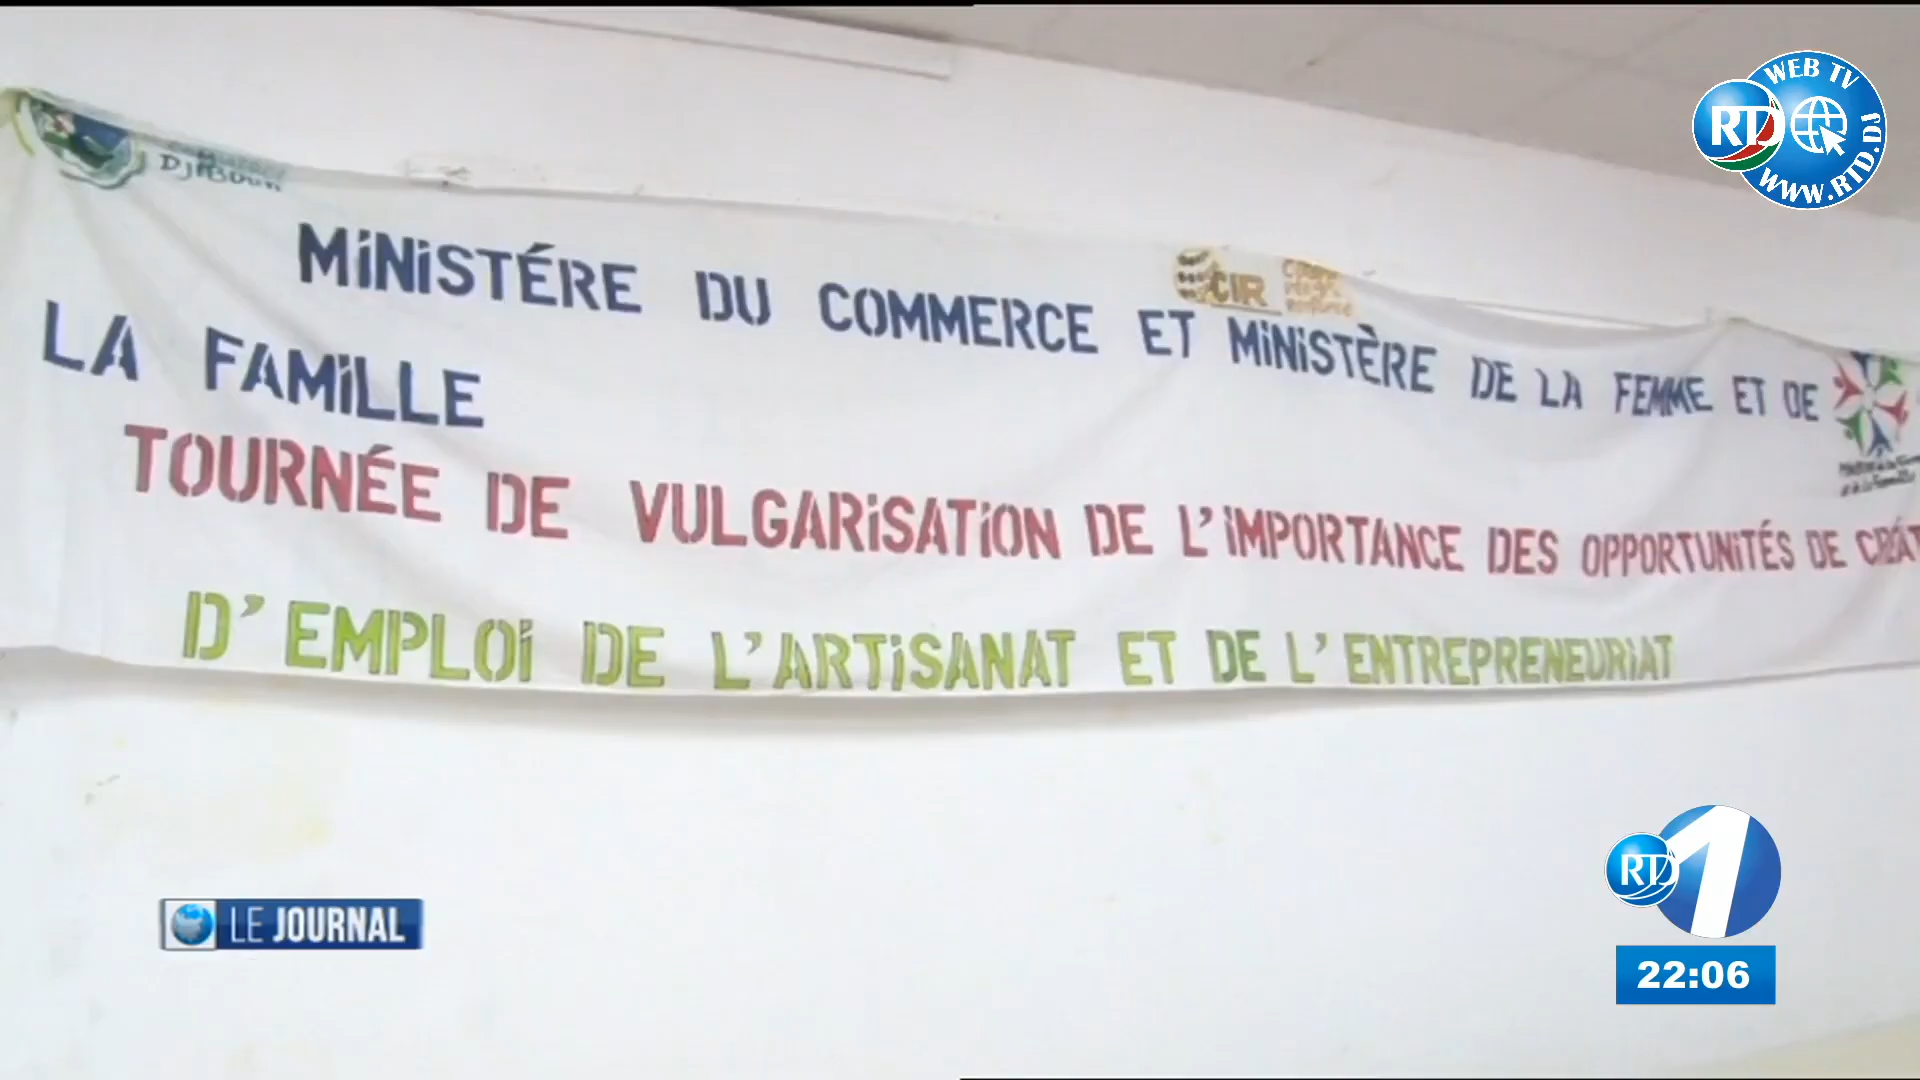 WEB TV
RTD
WWW.RTD.DJ
DJIBOUTI
CIR
MiNiSTÉRE DU COMMERCE ET MiNiSTÈRE DE LA FEMME ET DE
LA FAMiLLE
TOURNÉE DE VULGARiSATiON DE L'iMPORTANCE DES OPPORTUNiTÉS DE CRÉAT
D'EMPLOi DE L'ARTiSANAT ET DE L'ENTREPRENEURiAT
LE JOURNAL
RTD 1
22:06